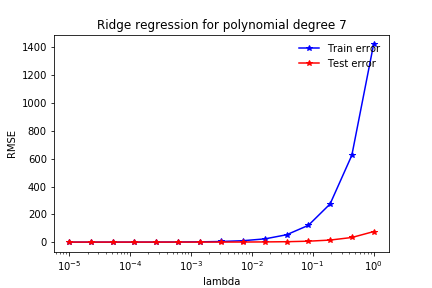 Ridge regression for polynomial degree 7
Train error
Test error
1400
1200
1000
800
600
400
200
0
RMSE
10⁻⁵
10⁻⁴
10⁻³
10⁻²
10⁻¹
10⁰
lambda